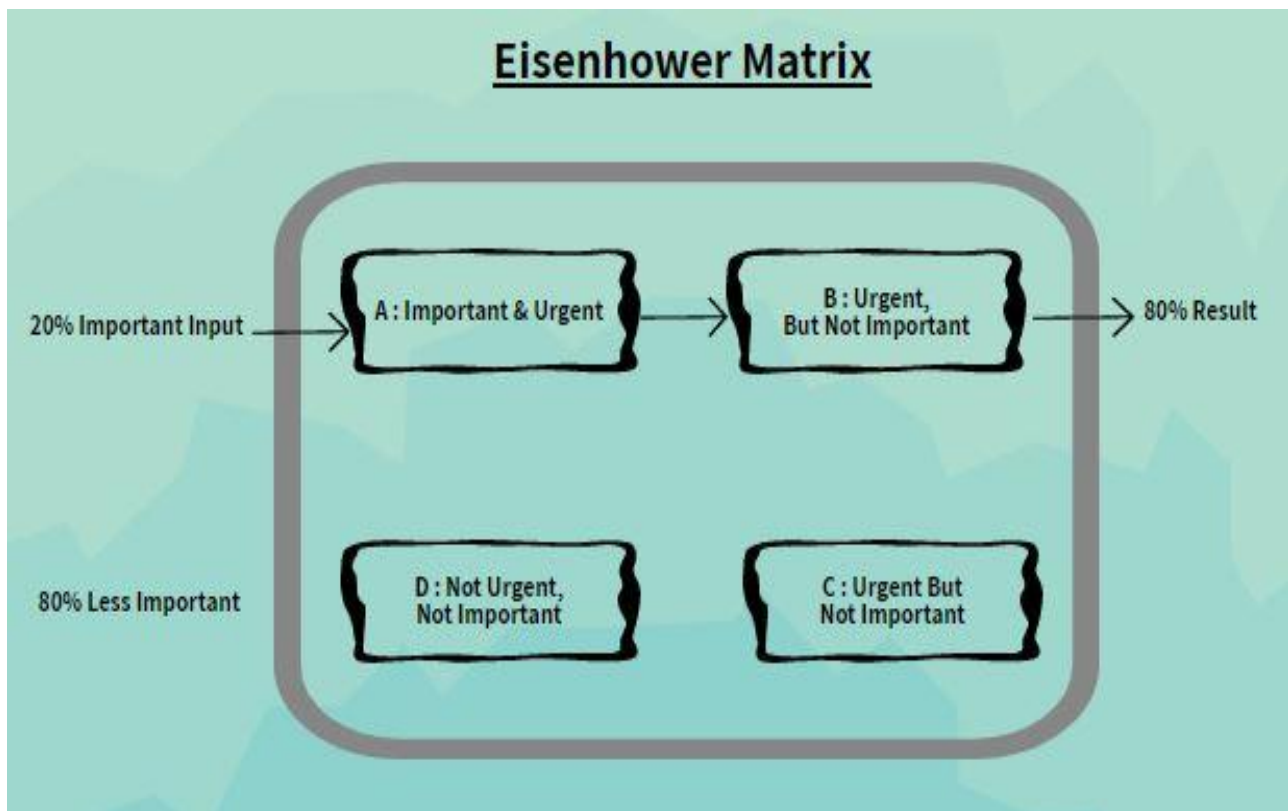 Eisenhower Matrix
20% Important Input
A : Important & Urgent
B : Urgent,
But Not Important
80% Result
80% Less Important
D : Not Urgent,
Not Important
C : Urgent But
Not Important